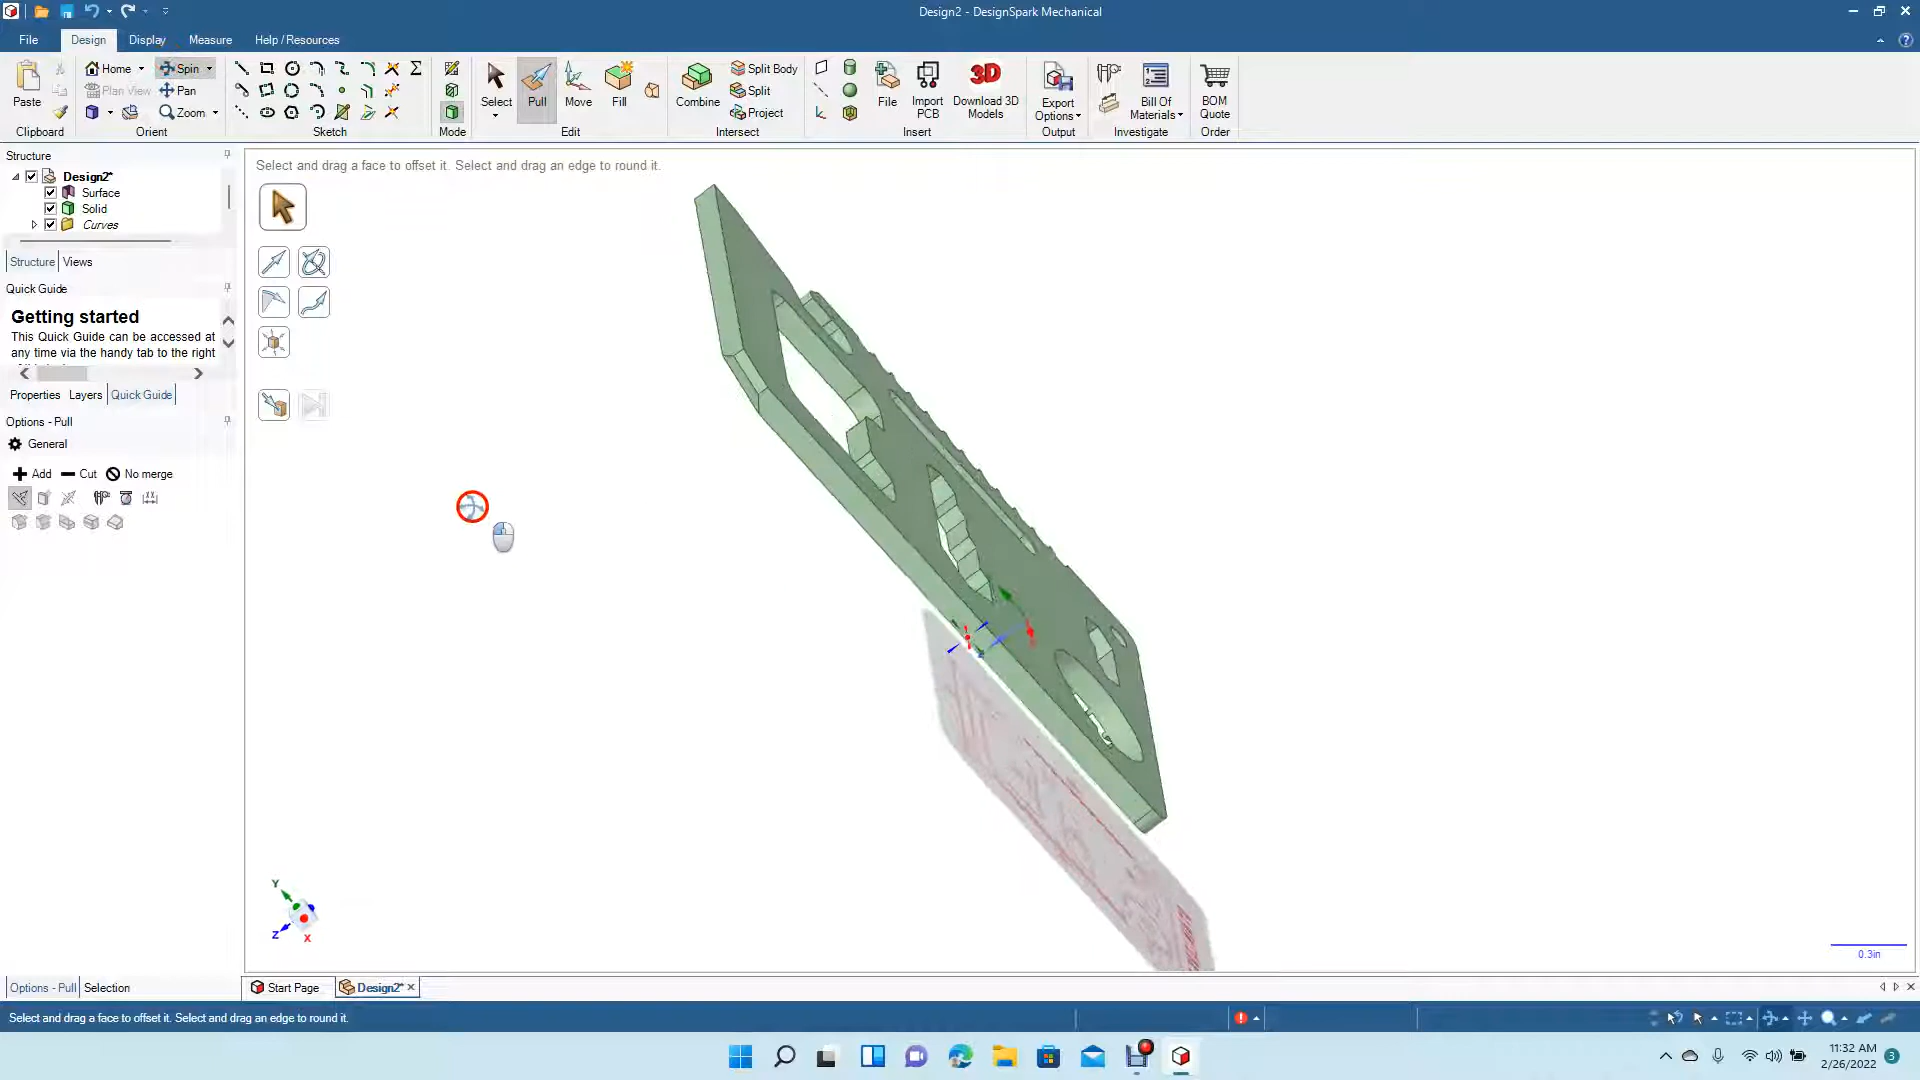 Design2 - DesignSpark Mechanical
File
Design
Display
Measure
Help / Resources
Paste
Clipboard
Home
Spin
Plan View
Pan
Zoom
Orient
Sketch
Mode
Select
Pull
Move
Fill
Edit
Combine
Split Body
Split
Project
Intersect
File
Import PCB
Download 3D Models
Insert
Export Options
Output
Bill Of Materials
Investigate
BOM Quote
Order
Structure
Design2*
Surface
Solid
Curves
Structure
Views
Quick Guide
Getting started
This Quick Guide can be accessed at
any time via the handy tab to the right
Properties
Layers
Quick Guide
Options - Pull
General
Add
Cut
No merge
Select and drag a face to offset it. Select and drag an edge to round it.
Y
Z
X
0.3in
Options - Pull
Selection
Start Page
Design2*
Select and drag a face to offset it. Select and drag an edge to round it.
11:32 AM
2/26/2022
3